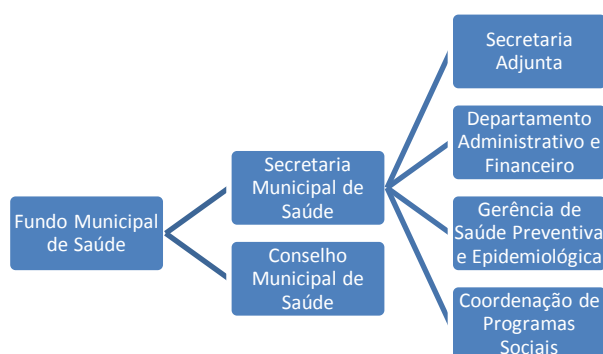 Fundo Municipal
de Saúde
Secretaria
Municipal de
Saúde
Conselho
Municipal de
Saúde
Secretaria
Adjunta
Departamento
Administrativo e
Financeiro
Gerência de
Saúde Preventiva
e Epidemiológica
Coordenação de
Programas
Sociais